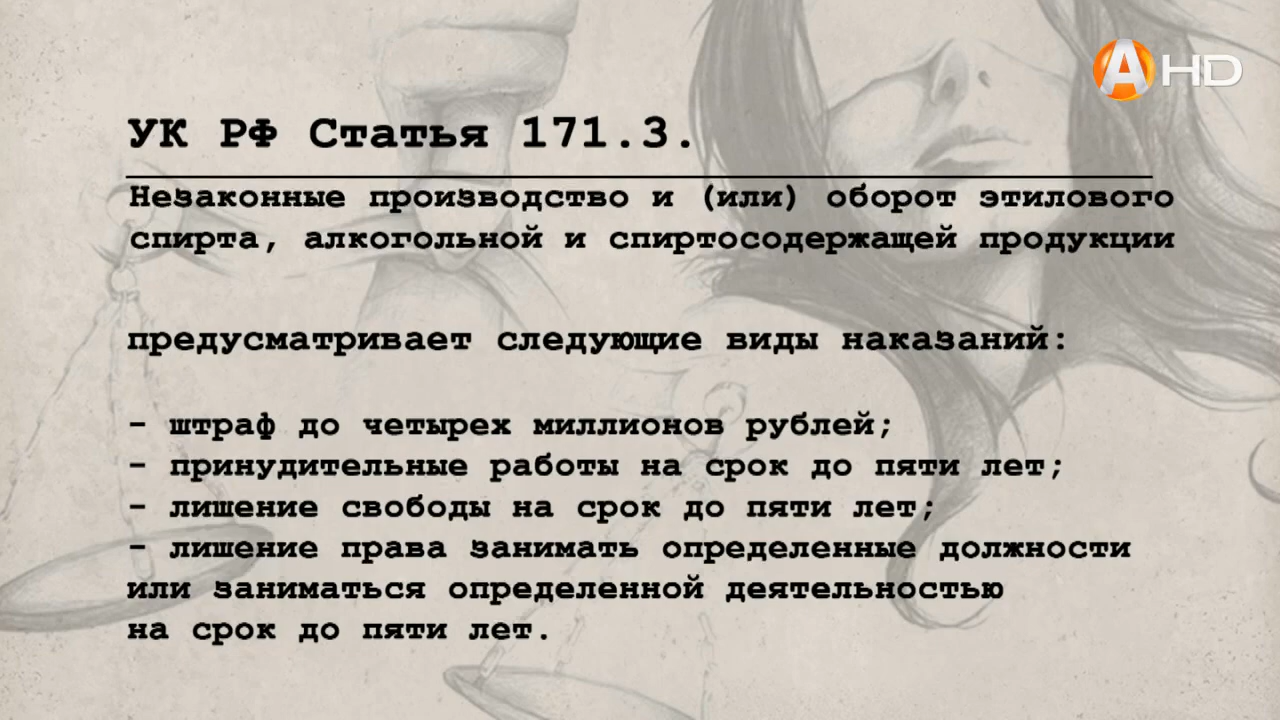 А HD
УК РФ Статья 171.3.
Незаконные производство и (или) оборот этилового
спирта, алкогольной и спиртосодержащей продукции
предусматривает следующие виды наказаний:
- штраф до четырех миллионов рублей;
- принудительные работы на срок до пяти лет;
- лишение свободы на срок до пяти лет;
- лишение права занимать определенные должности
или заниматься определенной деятельностью
на срок до пяти лет.